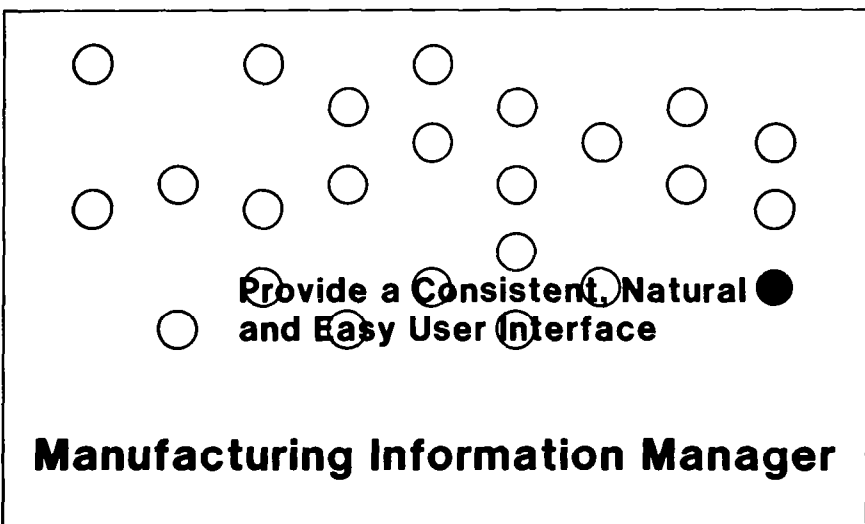 Provide a Consistent, Natural
and Easy User Interface
Manufacturing Information Manager